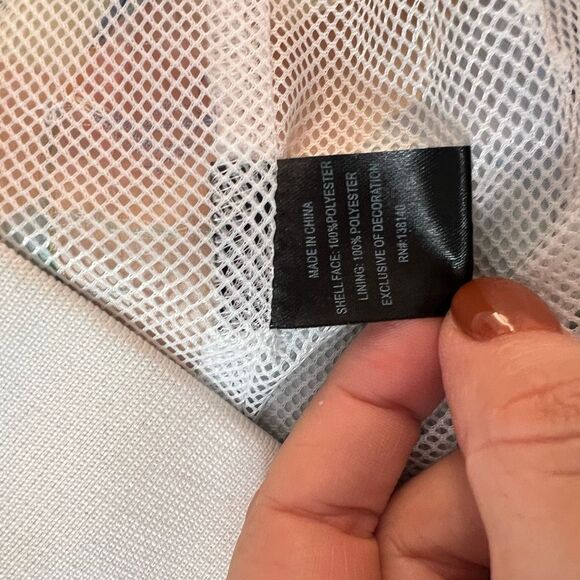 MADE IN CHINA
SHELL FACE: 100%POLYESTER
LINING: 100% POLYESTER
EXCLUSIVE OF DECORATION
RN# 138140